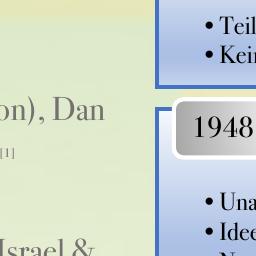 on), Dan
[1]
Israel &
• Teil
• Kein
1948
• Una
• Idee